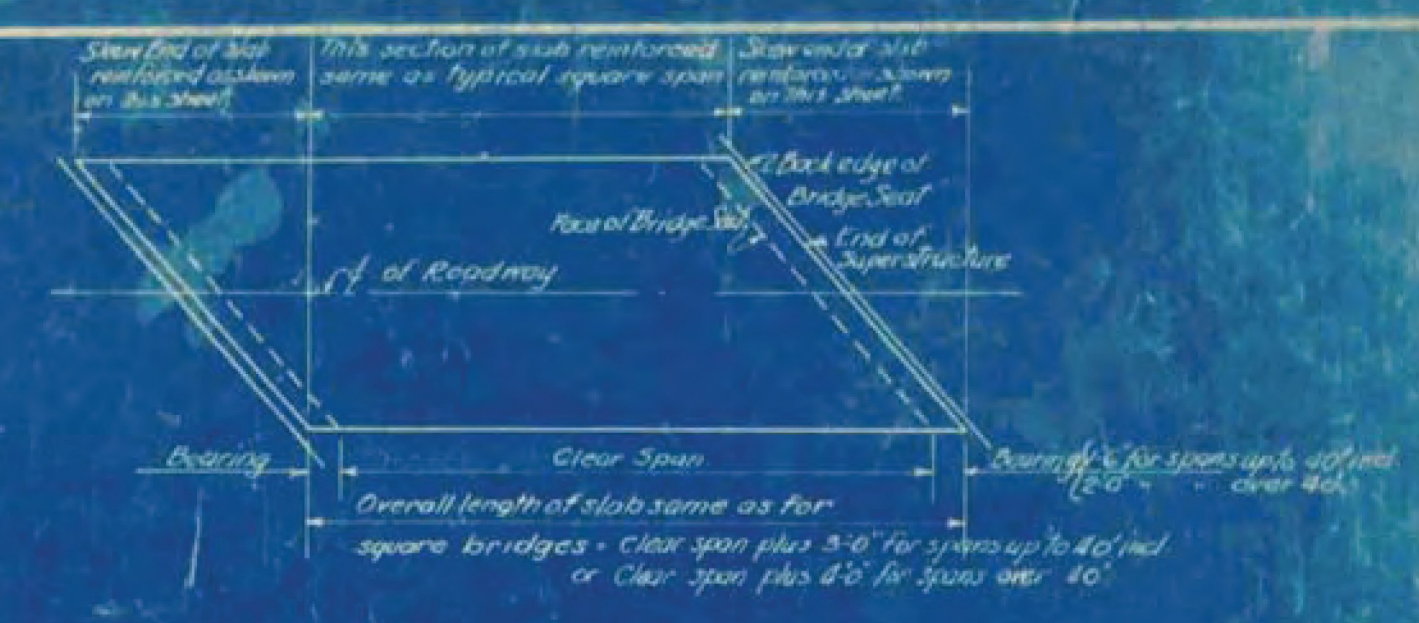 Skew End of slab
reinforced as shown
on this sheet.
This section of slab reinforced
same as typical square span
Skew end of slab
reinforced shown
on this sheet.
Back edge of
Bridge Seat
Face of Bridge Seat
End of
Superstructure
℄ of Roadway
Bearing
Clear Span
Bearing 1'-6" for spans up to 40' incl.
2'-0" " " over 40'
Overall length of slab same as for
square bridges = Clear span plus 3'-0" for spans up to 40' incl.
or Clear span plus 4'-0" for spans over 40'